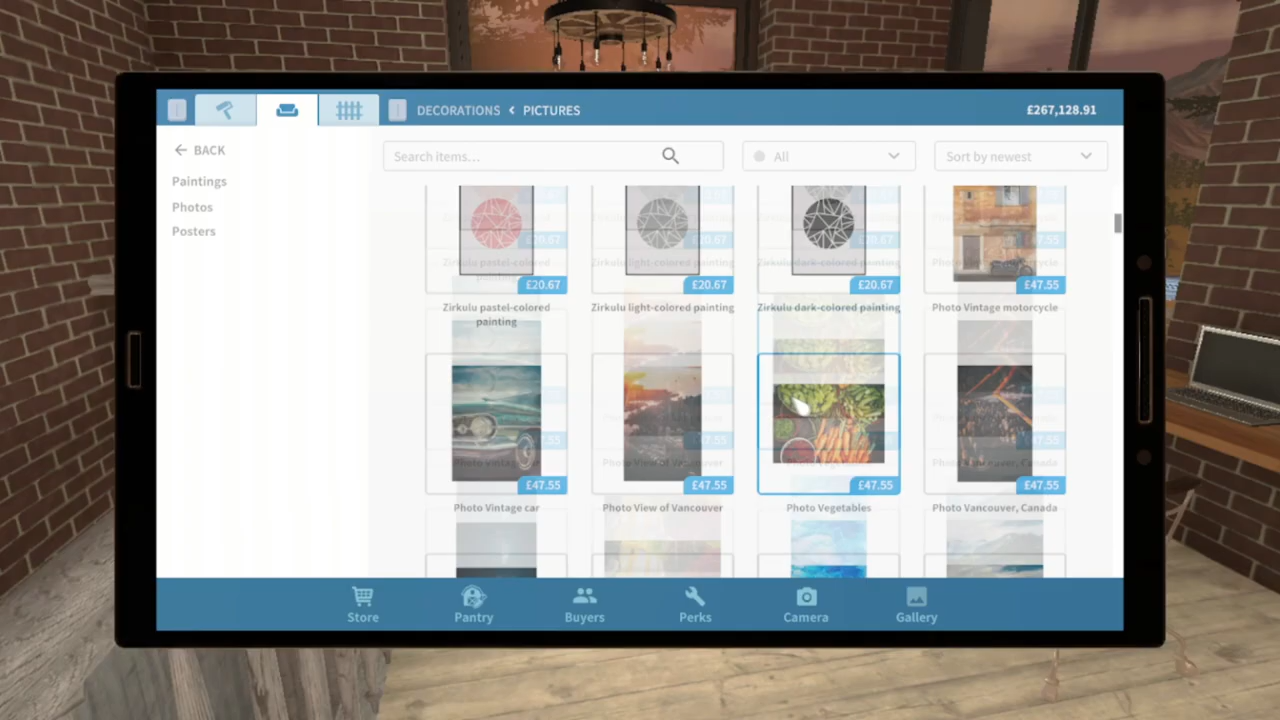 DECORATIONS < PICTURES
£267,128.91
BACK
Search items...
All
Sort by newest
Paintings
Photos
Posters
£20.67
£20.67
£20.67
£47.55
Zirkulu pastel-colored
painting
Zirkulu light-colored painting
Zirkulu dark-colored painting
Photo Vintage motorcycle
£47.55
£47.55
£47.55
£47.55
Photo Vintage car
Photo View of Vancouver
Photo Vegetables
Photo Vancouver, Canada
Store
Pantry
Buyers
Perks
Camera
Gallery